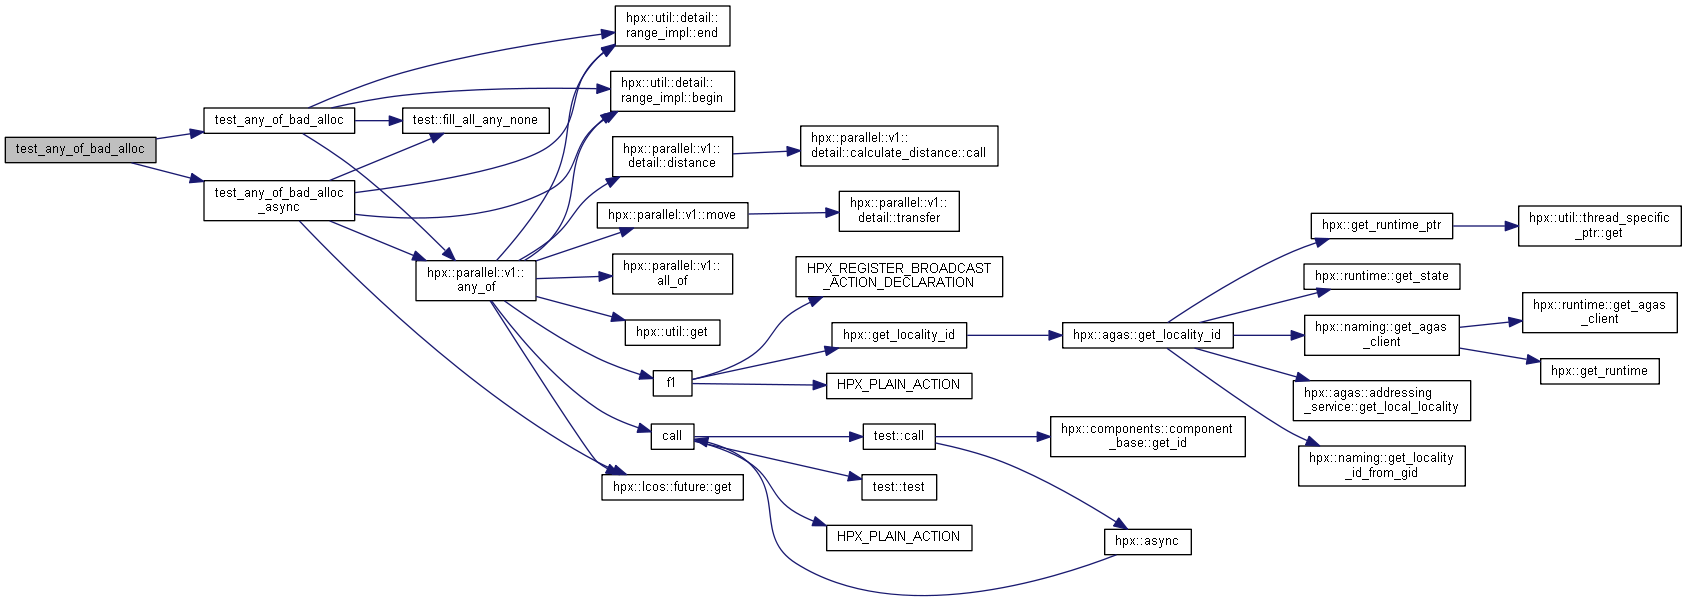 test_any_of_bad_alloc
test_any_of_bad_alloc
test_any_of_bad_alloc
_async
hpx::util::detail::
range_impl::end
hpx::util::detail::
range_impl::begin
test::fill_all_any_none
hpx::parallel::v1::
any_of
hpx::parallel::v1::
detail::distance
hpx::parallel::v1::move
hpx::parallel::v1::
all_of
hpx::util::get
f1
call
hpx::lcos::future::get
hpx::parallel::v1::
detail::calculate_distance::call
hpx::parallel::v1::
detail::transfer
HPX_REGISTER_BROADCAST
_ACTION_DECLARATION
hpx::get_locality_id
HPX_PLAIN_ACTION
test::call
test::test
HPX_PLAIN_ACTION
hpx::agas::get_locality_id
hpx::components::component
_base::get_id
hpx::async
hpx::get_runtime_ptr
hpx::runtime::get_state
hpx::naming::get_agas
_client
hpx::agas::addressing
_service::get_local_locality
hpx::naming::get_locality
_id_from_gid
hpx::util::thread_specific
_ptr::get
hpx::runtime::get_agas
_client
hpx::get_runtime